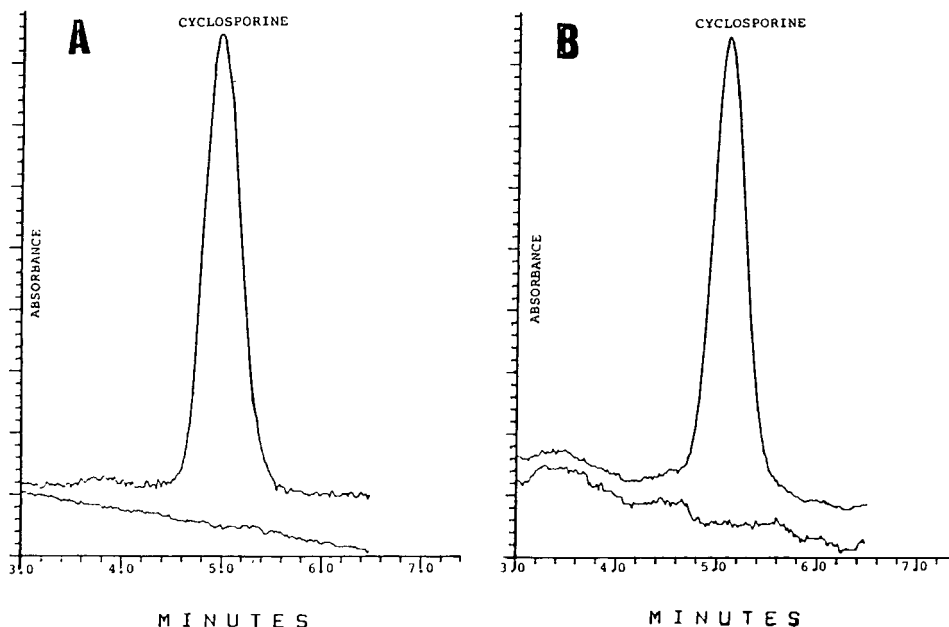 A
CYCLOSPORINE
ABSORBANCE
3.0 4.0 5.0 6.0 7.0
MINUTES
B
CYCLOSPORINE
ABSORBANCE
3.0 4.0 5.0 6.0 7.0
MINUTES